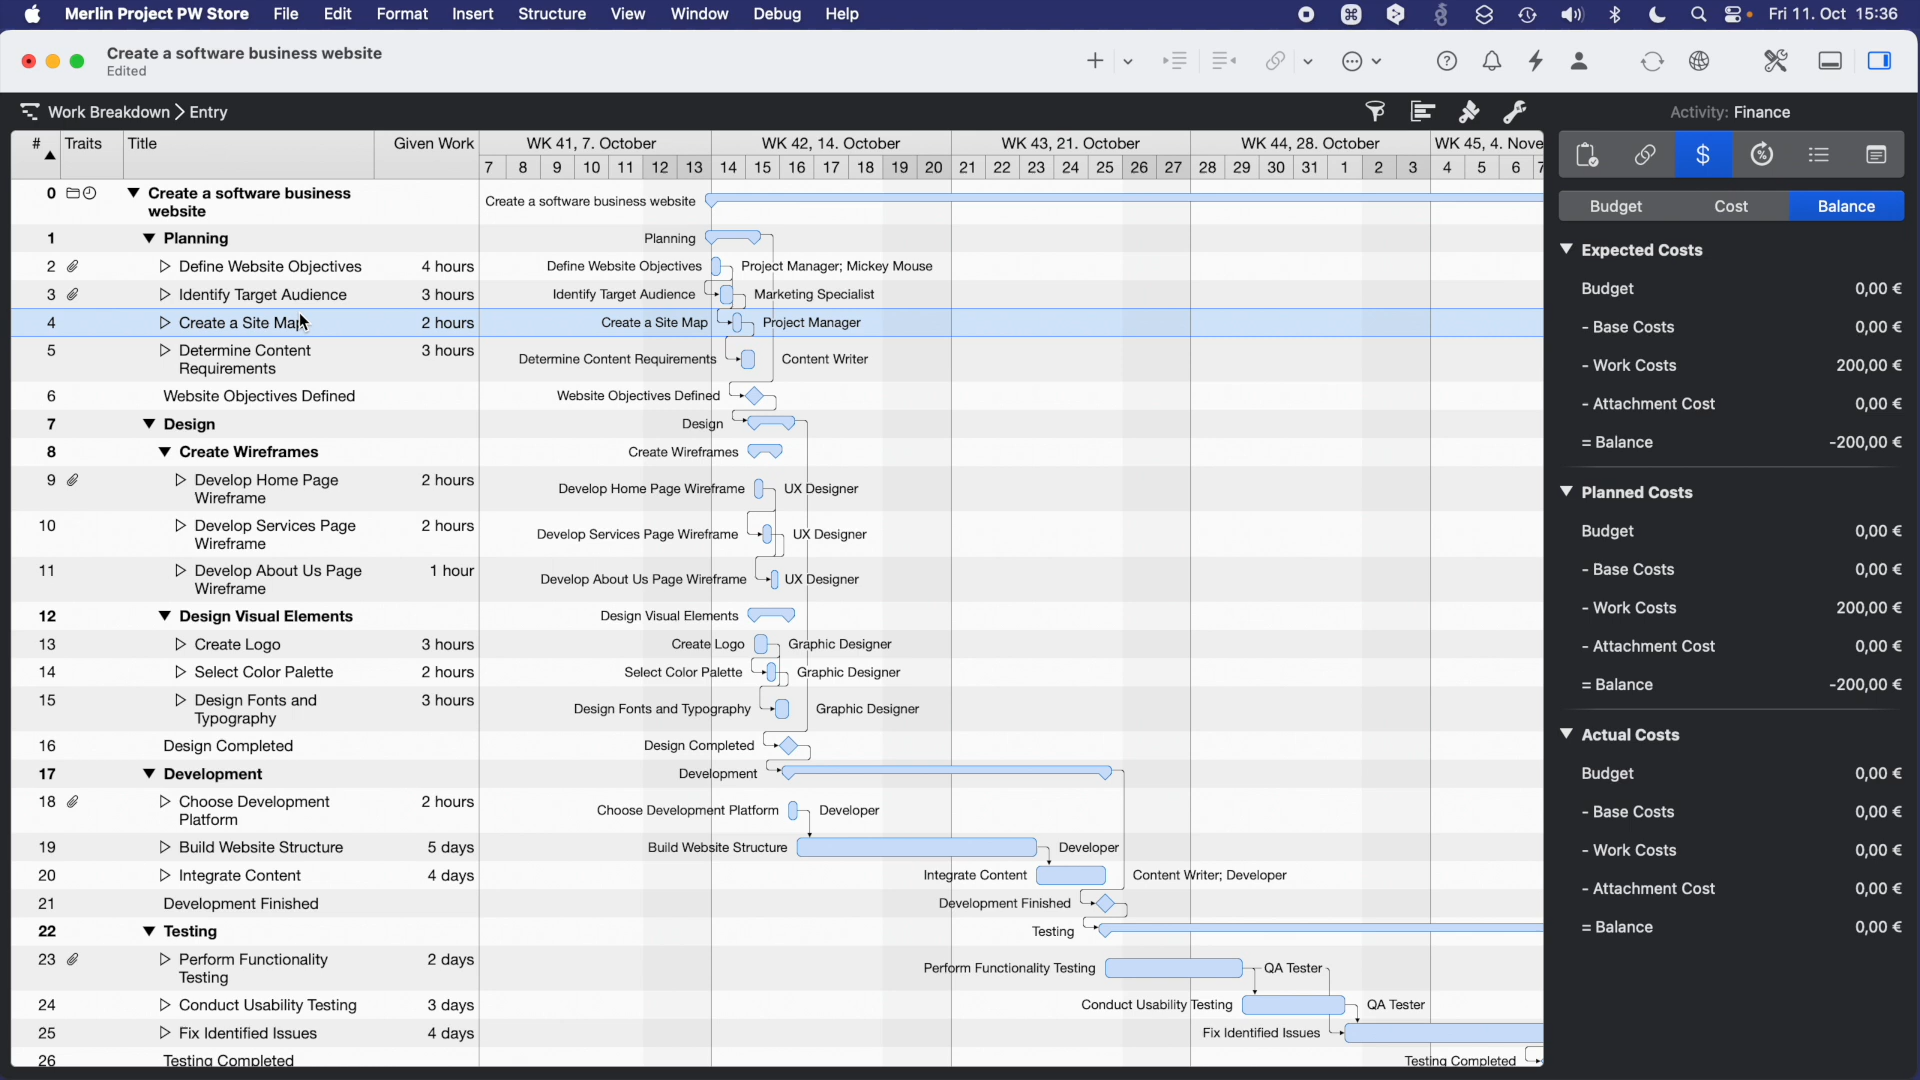 Merlin Project PW Store File Edit Format Insert Structure View Window Debug Help Fri 11. Oct 15:36
Create a software business website
Edited
Work Breakdown Entry
Activity: Finance
# Traits Title Given Work
WK 41, 7. October WK 42, 14. October WK 43, 21. October WK 44, 28. October WK 45, 4. Nove
7 8 9 10 11 12 13 14 15 16 17 18 19 20 21 22 23 24 25 26 27 28 29 30 31 1 2 3 4 5 6 7
0 Create a software business
website
Create a software business website
1 Planning Planning
2 Define Website Objectives 4 hours Define Website Objectives Project Manager; Mickey Mouse
3 Identify Target Audience 3 hours Identify Target Audience Marketing Specialist
4 Create a Site Map 2 hours Create a Site Map Project Manager
5 Determine Content 3 hours
Requirements
Determine Content Requirements Content Writer
6 Website Objectives Defined Website Objectives Defined
7 Design Design
8 Create Wireframes Create Wireframes
9 Develop Home Page 2 hours
Wireframe
Develop Home Page Wireframe UX Designer
10 Develop Services Page 2 hours
Wireframe
Develop Services Page Wireframe UX Designer
11 Develop About Us Page 1 hour
Wireframe
Develop About Us Page Wireframe UX Designer
12 Design Visual Elements Design Visual Elements
13 Create Logo 3 hours Create Logo Graphic Designer
14 Select Color Palette 2 hours Select Color Palette Graphic Designer
15 Design Fonts and 3 hours
Typography
Design Fonts and Typography Graphic Designer
16 Design Completed Design Completed
17 Development Development
18 Choose Development 2 hours
Platform
Choose Development Platform Developer
19 Build Website Structure 5 days Build Website Structure Developer
20 Integrate Content 4 days Integrate Content Content Writer; Developer
21 Development Finished Development Finished
22 Testing Testing
23 Perform Functionality 2 days
Testing
Perform Functionality Testing QA Tester
24 Conduct Usability Testing 3 days Conduct Usability Testing QA Tester
25 Fix Identified Issues 4 days Fix Identified Issues
26 Testing Completed Testing Completed
Budget Cost Balance
Expected Costs
Budget 0,00 €
- Base Costs 0,00 €
- Work Costs 200,00 €
- Attachment Cost 0,00 €
= Balance -200,00 €
Planned Costs
Budget 0,00 €
- Base Costs 0,00 €
- Work Costs 200,00 €
- Attachment Cost 0,00 €
= Balance -200,00 €
Actual Costs
Budget 0,00 €
- Base Costs 0,00 €
- Work Costs 0,00 €
- Attachment Cost 0,00 €
= Balance 0,00 €